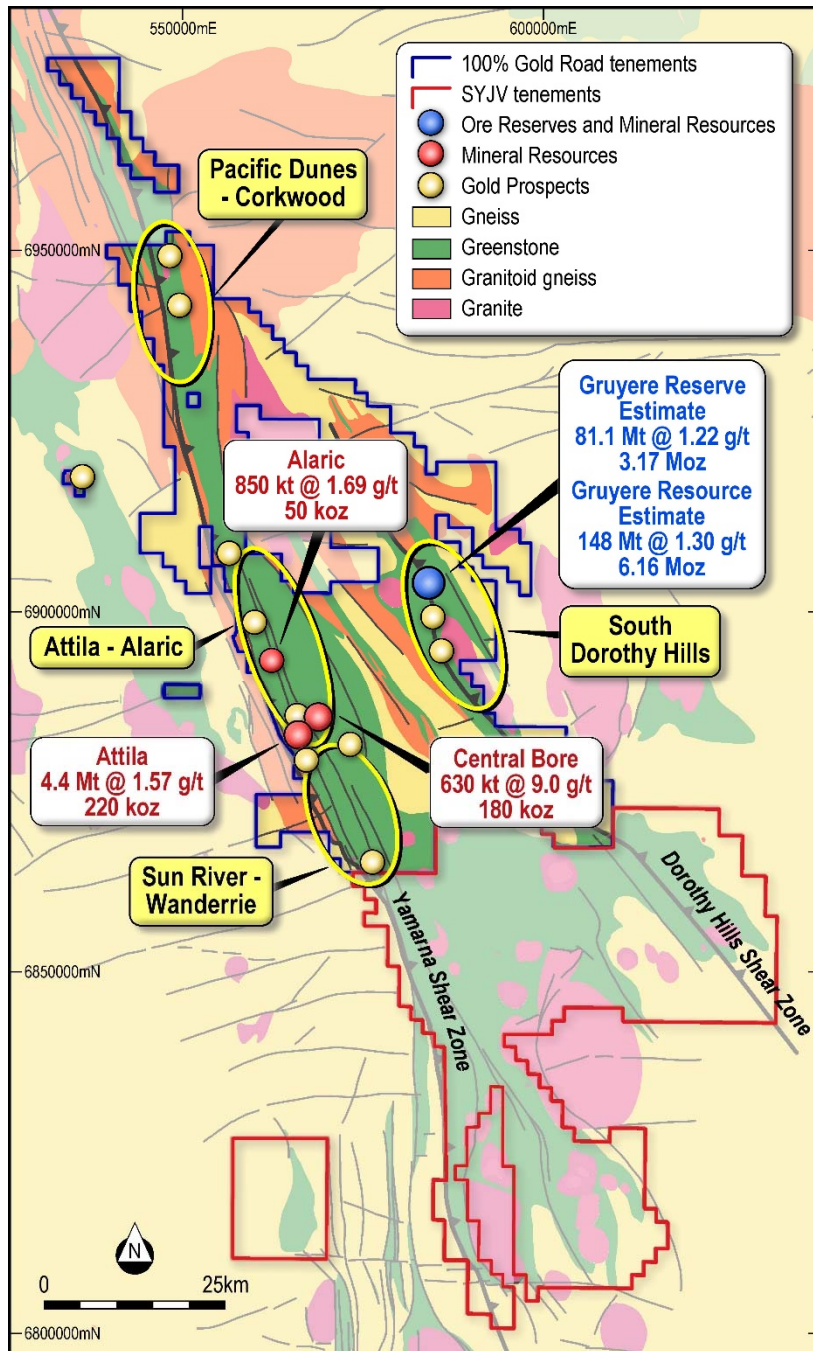 550000mE
600000mE
100% Gold Road tenements
SYJV tenements
Ore Reserves and Mineral Resources
Mineral Resources
Gold Prospects
Gneiss
Greenstone
Granitoid gneiss
Granite
Pacific Dunes
- Corkwood
6950000mN
Gruyere Reserve
Estimate
81.1 Mt @ 1.22 g/t
3.17 Moz
Gruyere Resource
Estimate
148 Mt @ 1.30 g/t
6.16 Moz
Alaric
850 kt @ 1.69 g/t
50 koz
6900000mN
Attila - Alaric
South
Dorothy Hills
Attila
4.4 Mt @ 1.57 g/t
220 koz
Central Bore
630 kt @ 9.0 g/t
180 koz
Sun River -
Wanderrie
Yamarna Shear Zone
Dorothy Hills Shear Zone
6850000mN
N
0
25km
6800000mN